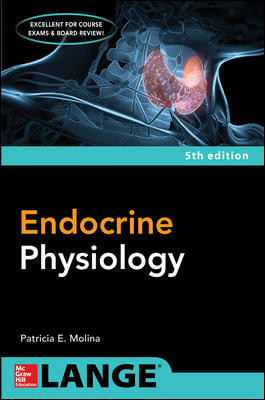 EXCELLENT FOR COURSE
EXAMS & BOARD REVIEW!
5th edition
Endocrine
Physiology
Patricia E. Molina
Mc
Graw
Hill
Education
LANGE®